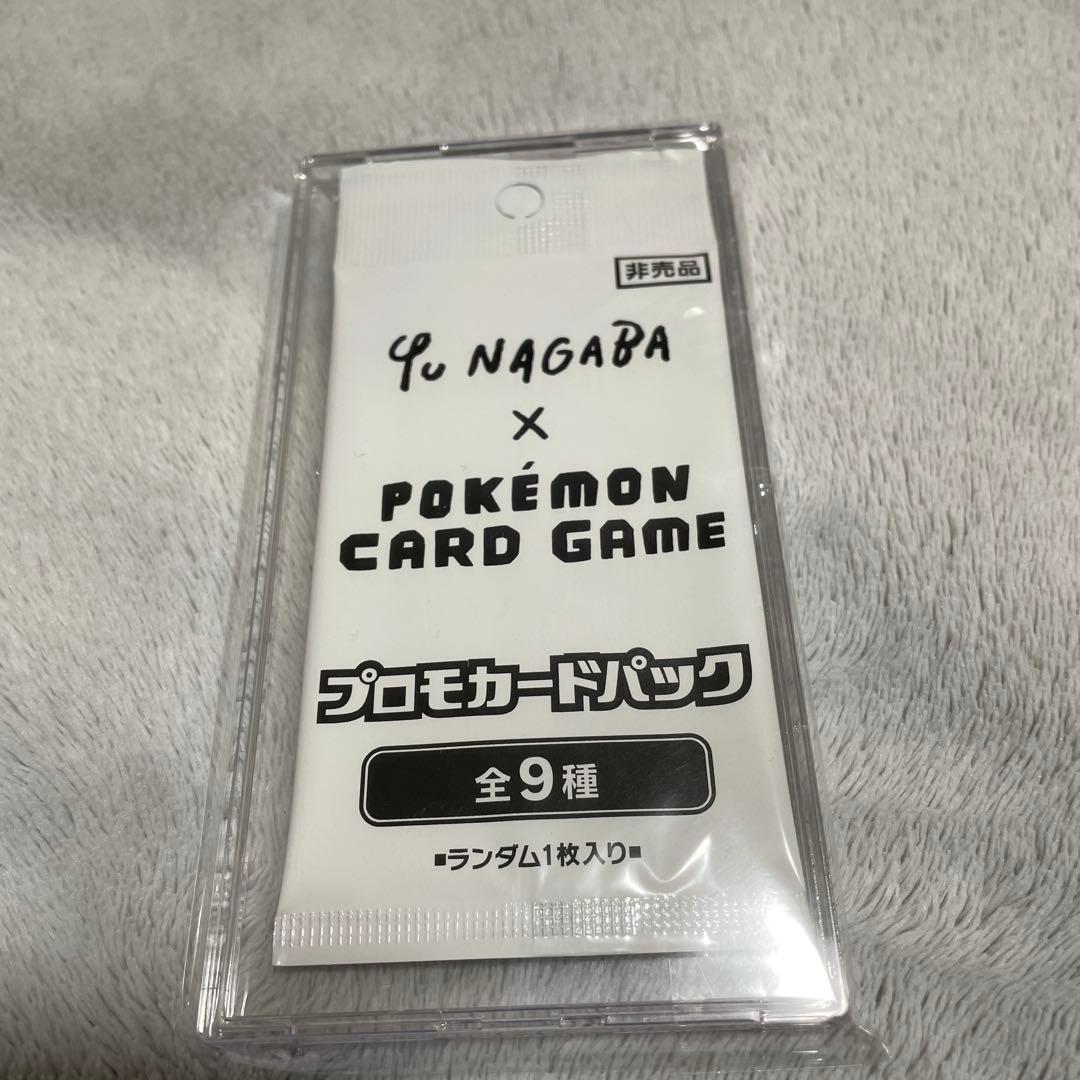 非売品
Yu NAGABA
×
POKÉMON
CARD GAME
プロモカードパック
全9種
■ランダム1枚入り■